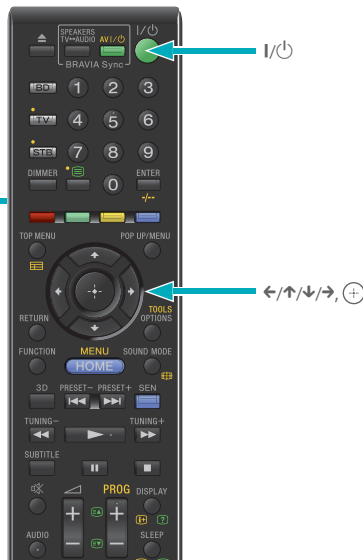 SPEAKERS
TV↔AUDIO AV I/⏻ I/⏻
BRAVIA Sync
I/⏻
BD 1 2 3
TV 4 5 6
STB 7 8 9
DIMMER ENTER
0
-/--
TOP MENU POP UP/MENU
←/↑/↓/→, +
TOOLS
RETURN OPTIONS
FUNCTION MENU SOUND MODE
HOME
3D PRESET– PRESET+ SEN
TUNING– TUNING+
SUBTITLE
PROG DISPLAY
+ + ?
AUDIO SLEEP
– –